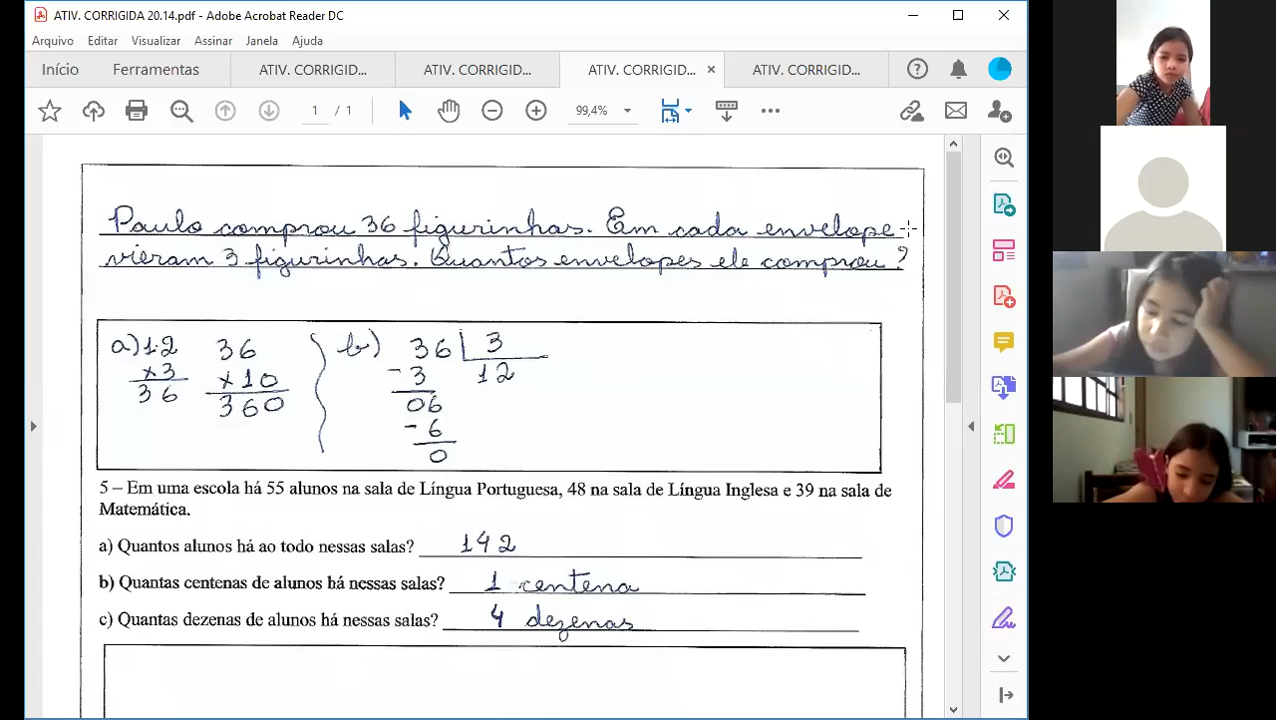 ATIV. CORRIGIDA 20.14.pdf - Adobe Acrobat Reader DC
Arquivo Editar Visualizar Assinar Janela Ajuda
Início Ferramentas ATIV. CORRIGID... ATIV. CORRIGID... ATIV. CORRIGID... × ATIV. CORRIGID...
1 / 1 99,4%
Paulo comprou 36 figurinhas. Em cada envelope
vieram 3 figurinhas. Quantos envelopes ele comprou?
a) 12 36 b) 36 3
x 3 x 10 - 3 12
36 360 06
- 6
0
5 – Em uma escola há 55 alunos na sala de Língua Portuguesa, 48 na sala de Língua Inglesa e 39 na sala de
Matemática.
a) Quantos alunos há ao todo nessas salas? 142
b) Quantas centenas de alunos há nessas salas? 1 centena
c) Quantas dezenas de alunos há nessas salas? 4 dezenas